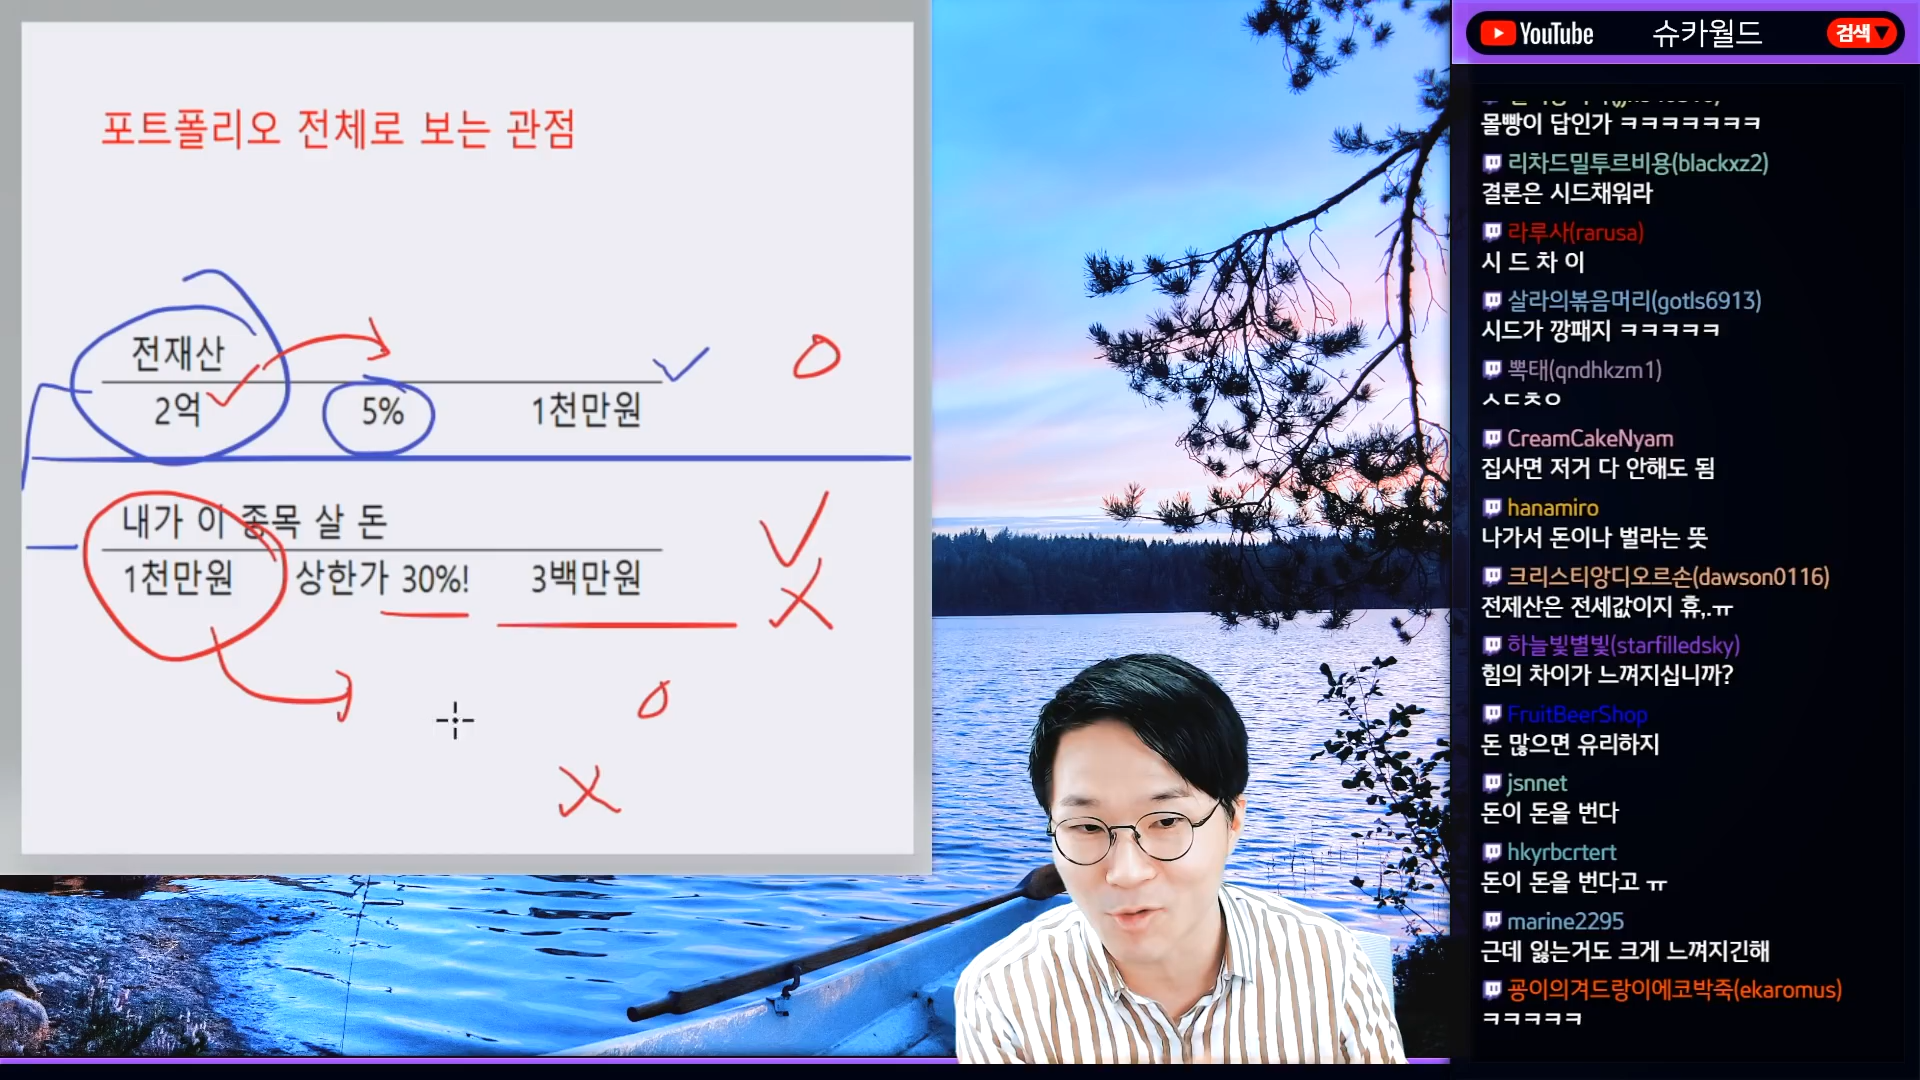 포트폴리오 전체로 보는 관점
전재산
2억 5% 1천만원
내가 이 종목 살 돈
1천만원 상한가 30%! 3백만원
YouTube 슈카월드 검색▼
몰빵이 답인가 ㅋㅋㅋㅋㅋㅋㅋ
리차드밀투르비용(blackxz2)
결론은 시드채워라
라루사(rarusa)
시 드 차 이
살라의볶음머리(gotls6913)
시드가 깡패지 ㅋㅋㅋㅋㅋ
뽁태(qndhkzm1)
ㅅㄷㅊㅇ
CreamCakeNyam
집사면 저거 다 안해도 됨
hanamiro
나가서 돈이나 벌라는 뜻
크리스티앙디오르손(dawson0116)
전제산은 전세값이지 휴,.ㅠ
하늘빛별빛(starfilledsky)
힘의 차이가 느껴지십니까?
FruitBeerShop
돈 많으면 유리하지
jsnnet
돈이 돈을 번다
hkyrbcrtert
돈이 돈을 번다고 ㅠ
marine2295
근데 잃는거도 크게 느껴지긴해
굉이의겨드랑이에코박죽(ekaromus)
ㅋㅋㅋㅋㅋ